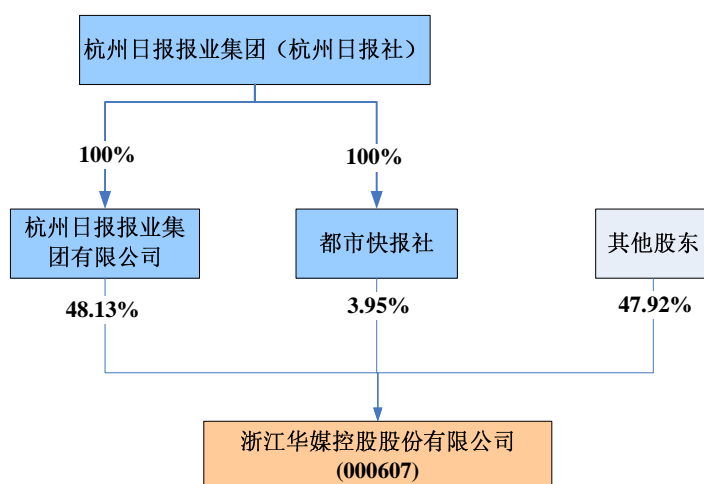 杭州日报报业集团（杭州日报社）
100%
100%
杭州日报报业集
团有限公司
都市快报社
其他股东
48.13%
3.95%
47.92%
浙江华媒控股股份有限公司
(000607)